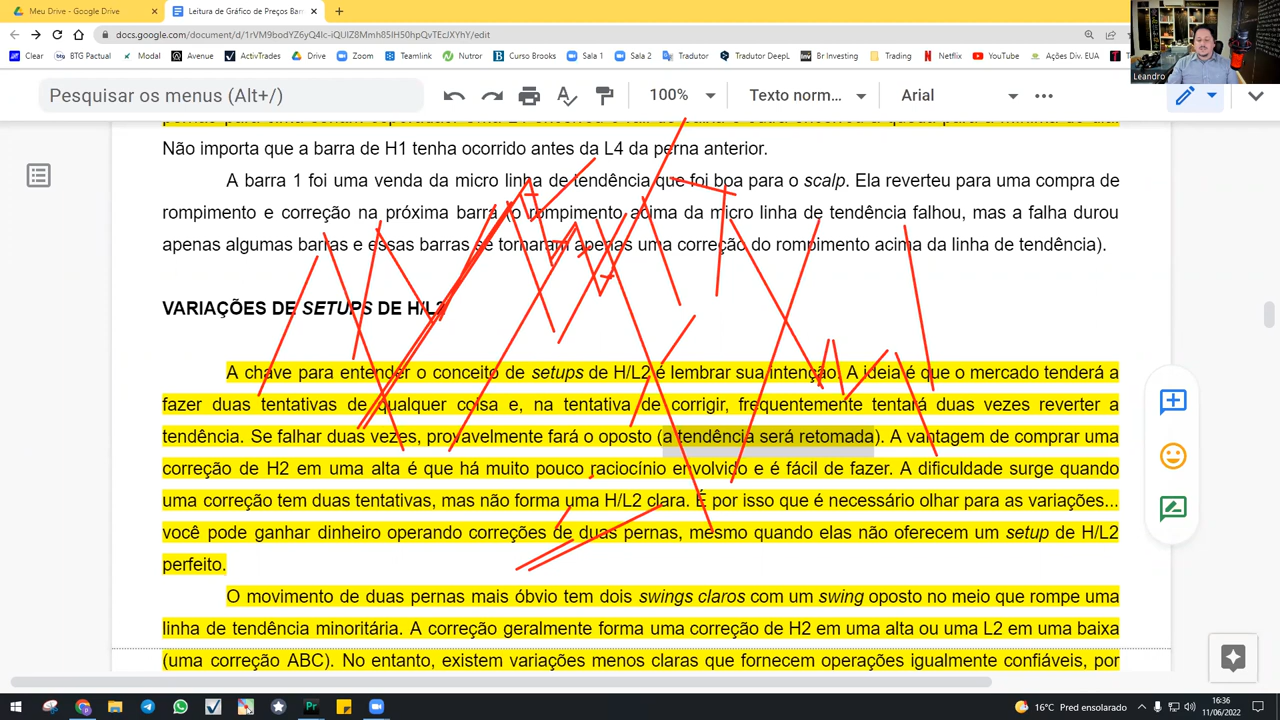 Meu Drive - Google Drive
Leitura de Gráfico de Preços Bar
docs.google.com/document/d/
Leandro
Clear
BTG Pactual
Avenue
ActivTrades
Drive
Zoom
Teamlink
Nutror
Curso Brooks
Sala 1
Sala 2
Tradutor
Tradutor DeepL
Br Investing
Trading
Netflix
YouTube
Ações Div. EUA
Pesquisar os menus (Alt+/)
100%
Texto norm...
Arial
Não importa que a barra de H1 tenha ocorrido antes da L4 da perna anterior.
A barra 1 foi uma venda da micro linha de tendência que foi boa para o scalp. Ela reverteu para uma compra de
rompimento e correção na próxima barra (o rompimento acima da micro linha de tendência falhou, mas a falha durou
apenas algumas barras e essas barras se tornaram apenas uma correção do rompimento acima da linha de tendência).
VARIAÇÕES DE SETUPS DE H/L2
A chave para entender o conceito de setups de H/L2 é lembrar sua intenção. A ideia é que o mercado tenderá a
fazer duas tentativas de qualquer coisa e, na tentativa de corrigir, frequentemente tentará duas vezes reverter a
tendência. Se falhar duas vezes, provavelmente fará o oposto (a tendência será retomada). A vantagem de comprar uma
correção de H2 em uma alta é que há muito pouco raciocínio envolvido e é fácil de fazer. A dificuldade surge quando
uma correção tem duas tentativas, mas não forma uma H/L2 clara. É por isso que é necessário olhar para as variações...
você pode ganhar dinheiro operando correções de duas pernas, mesmo quando elas não oferecem um setup de H/L2
perfeito.
O movimento de duas pernas mais óbvio tem dois swings claros com um swing oposto no meio que rompe uma
linha de tendência minoritária. A correção geralmente forma uma correção de H2 em uma alta ou uma L2 em uma baixa
(uma correção ABC). No entanto, existem variações menos claras que fornecem operações igualmente confiáveis, por
16°C Pred ensolarado
16:36
11/06/2022